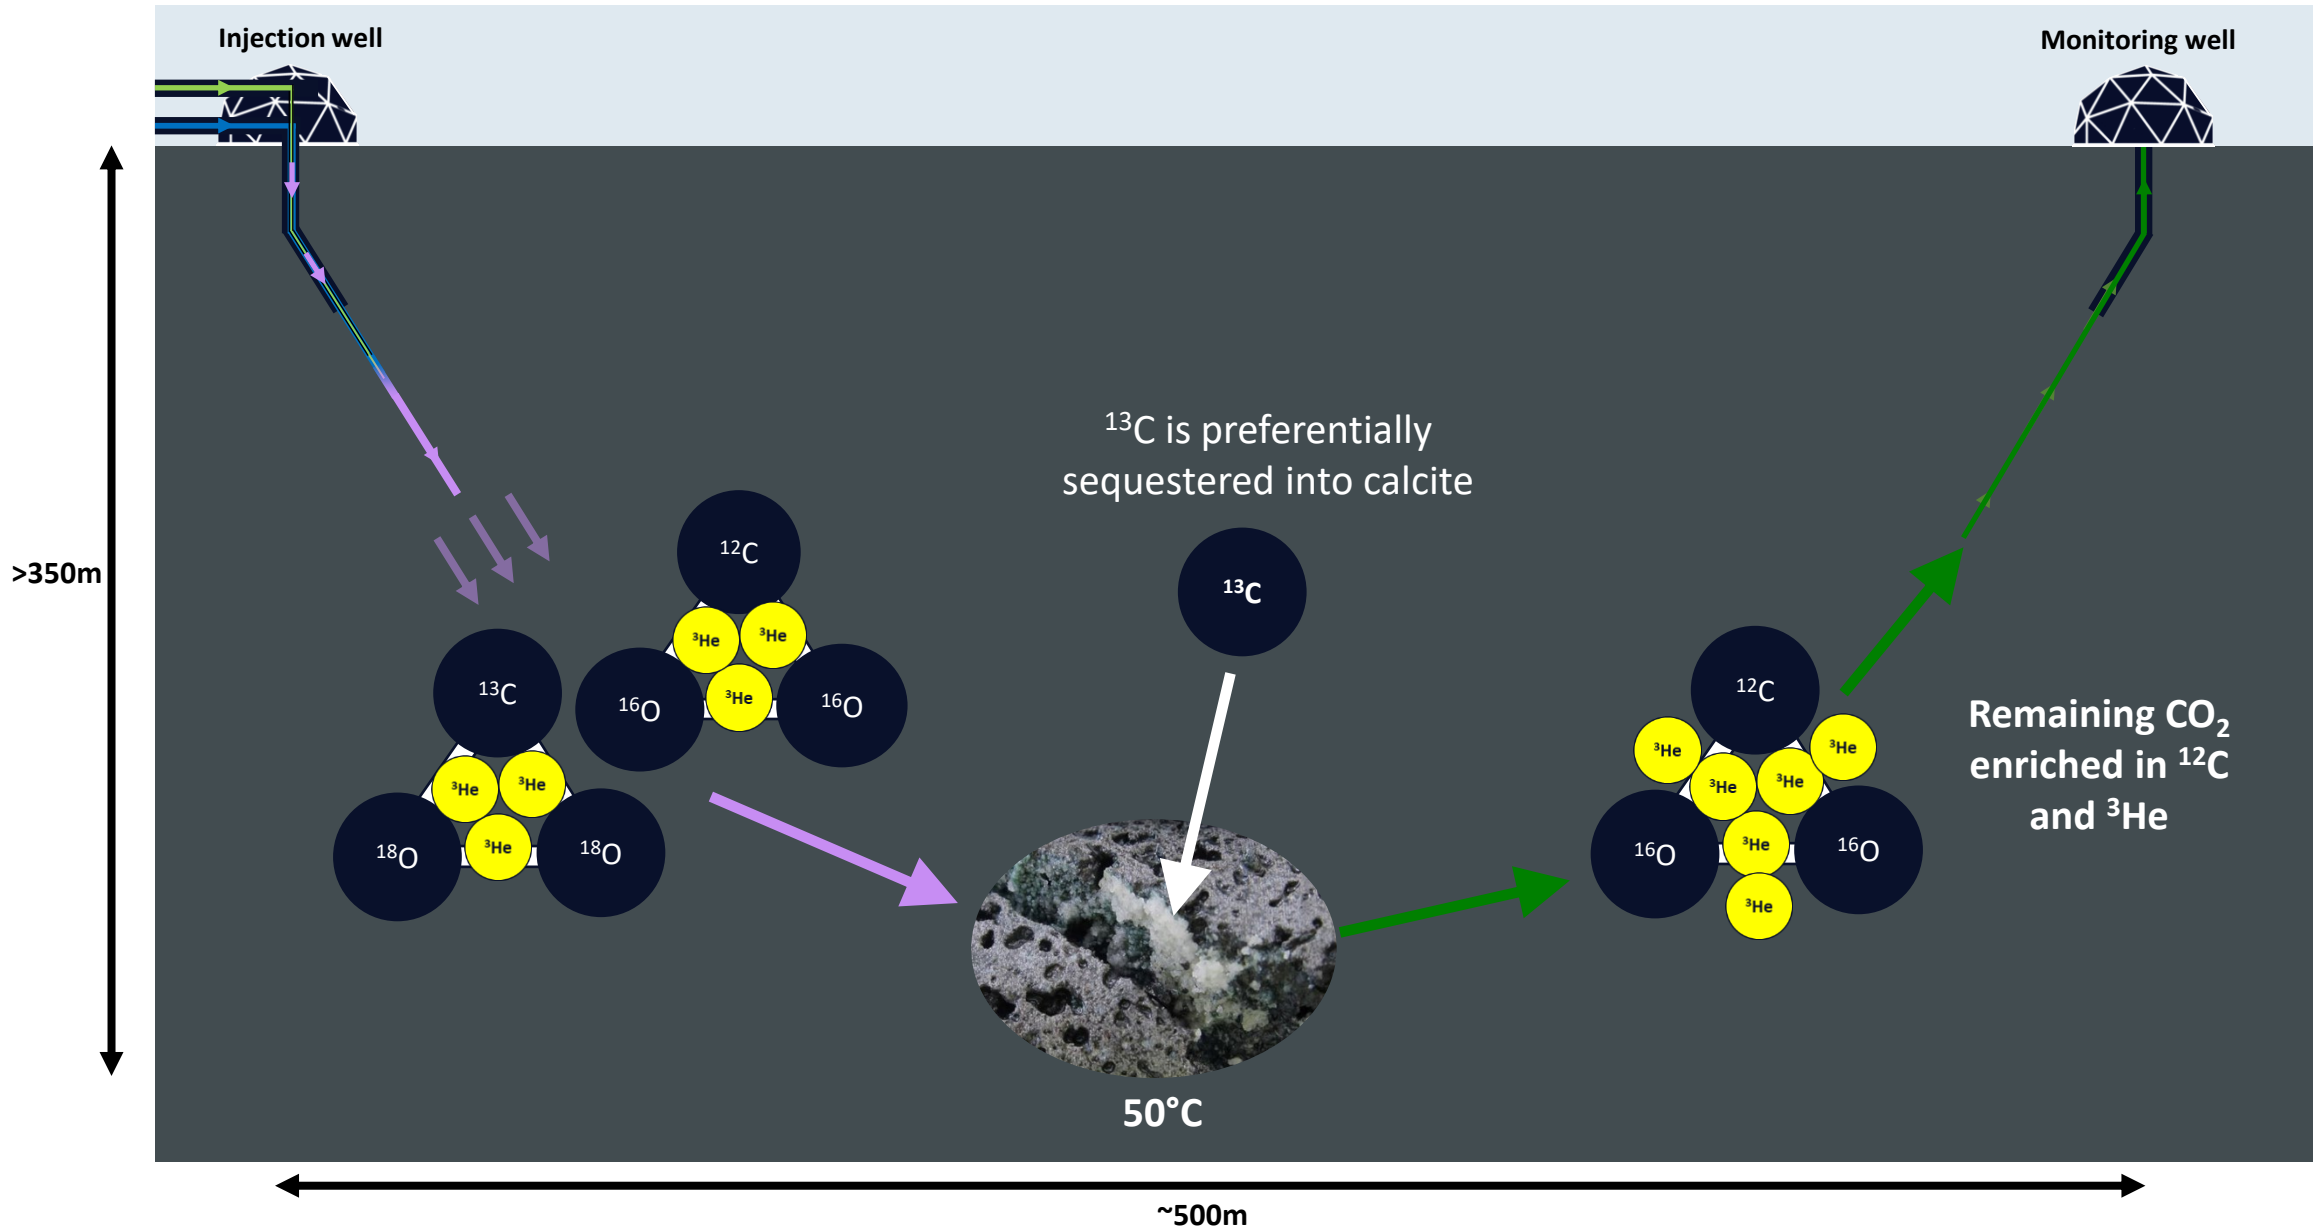 Injection well
Monitoring well
>350m
¹³C is preferentially
sequestered into calcite
¹²C
³He
³He
³He
¹⁶O
¹⁶O
¹³C
³He
³He
³He
¹⁸O
¹⁸O
¹³C
50°C
¹²C
³He
³He
³He
³He
³He
³He
¹⁶O
¹⁶O
Remaining CO₂
enriched in ¹²C
and ³He
~500m